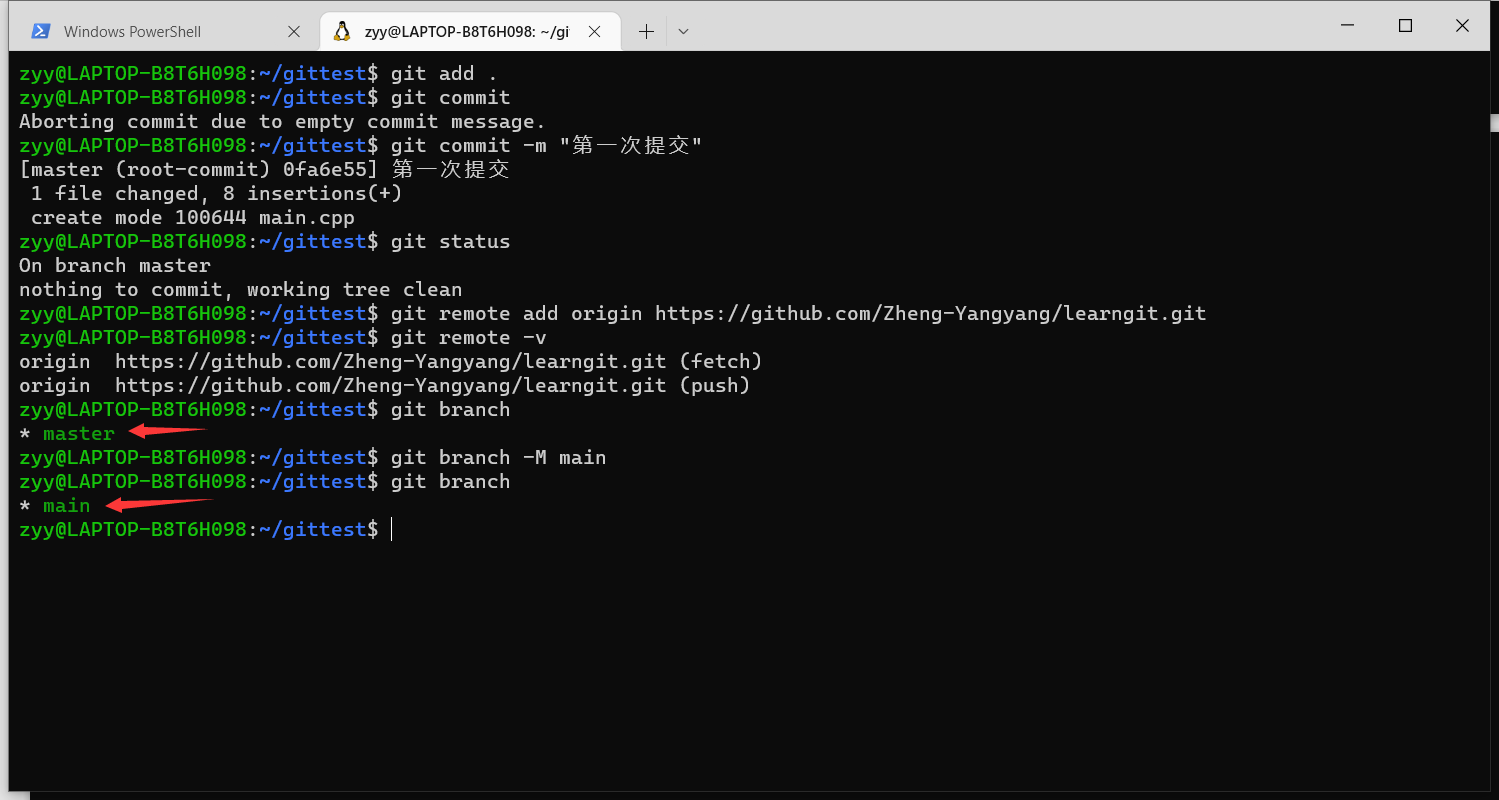 Windows PowerShell
zyy@LAPTOP-B8T6H098: ~/gi
zyy@LAPTOP-B8T6H098:~/gittest$ git add .
zyy@LAPTOP-B8T6H098:~/gittest$ git commit
Aborting commit due to empty commit message.
zyy@LAPTOP-B8T6H098:~/gittest$ git commit -m "第一次提交"
[master (root-commit) 0fa6e55] 第一次提交
 1 file changed, 8 insertions(+)
 create mode 100644 main.cpp
zyy@LAPTOP-B8T6H098:~/gittest$ git status
On branch master
nothing to commit, working tree clean
zyy@LAPTOP-B8T6H098:~/gittest$ git remote add origin https://github.com/Zheng-Yangyang/learngit.git
zyy@LAPTOP-B8T6H098:~/gittest$ git remote -v
origin  https://github.com/Zheng-Yangyang/learngit.git (fetch)
origin  https://github.com/Zheng-Yangyang/learngit.git (push)
zyy@LAPTOP-B8T6H098:~/gittest$ git branch
* master
zyy@LAPTOP-B8T6H098:~/gittest$ git branch -M main
zyy@LAPTOP-B8T6H098:~/gittest$ git branch
* main
zyy@LAPTOP-B8T6H098:~/gittest$